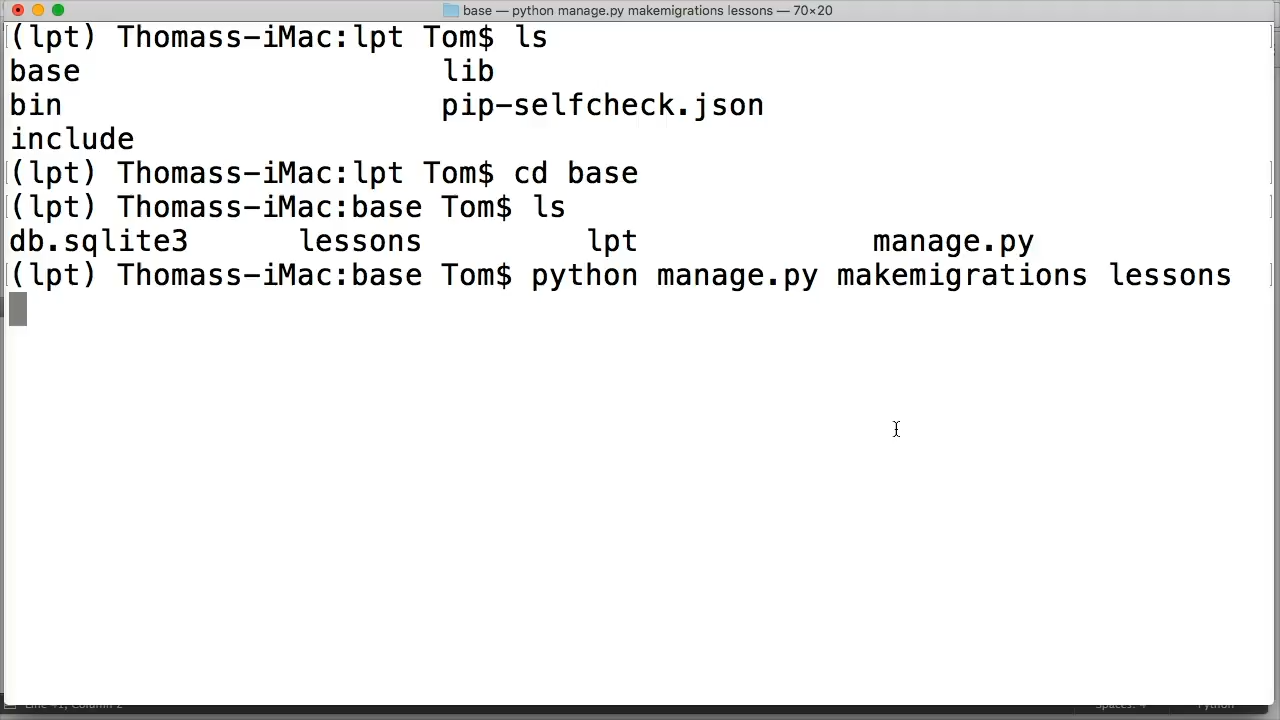 base — python manage.py makemigrations lessons — 70×20
(lpt) Thomass-iMac:lpt Tom$ ls
base lib
bin pip-selfcheck.json
include
(lpt) Thomass-iMac:lpt Tom$ cd base
(lpt) Thomass-iMac:base Tom$ ls
db.sqlite3 lessons lpt manage.py
(lpt) Thomass-iMac:base Tom$ python manage.py makemigrations lessons